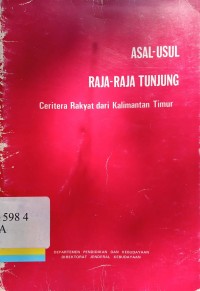 ASAL-USUL
RAJA-RAJA TUNJUNG
Ceritera Rakyat dari Kalimantan Timur
598 4
A
DEPARTEMEN PENDIDIKAN DAN KEBUDAYAAN
DIREKTORAT JENDERAL KEBUDAYAAN